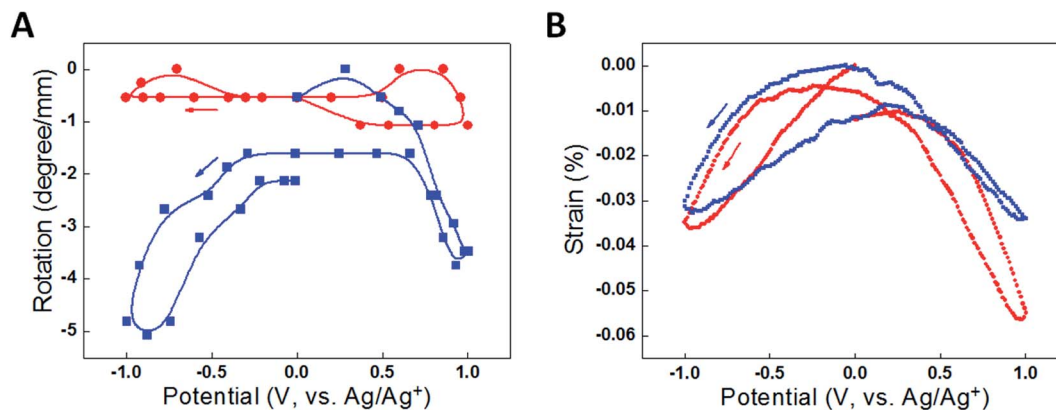 A
Rotation (degree/mm)
0
-1
-2
-3
-4
-5
-1.0 -0.5 0.0 0.5 1.0
Potential (V, vs. Ag/Ag⁺)
B
Strain (%)
0.00
-0.01
-0.02
-0.03
-0.04
-0.05
-0.06
-1.0 -0.5 0.0 0.5 1.0
Potential (V, vs. Ag/Ag⁺)